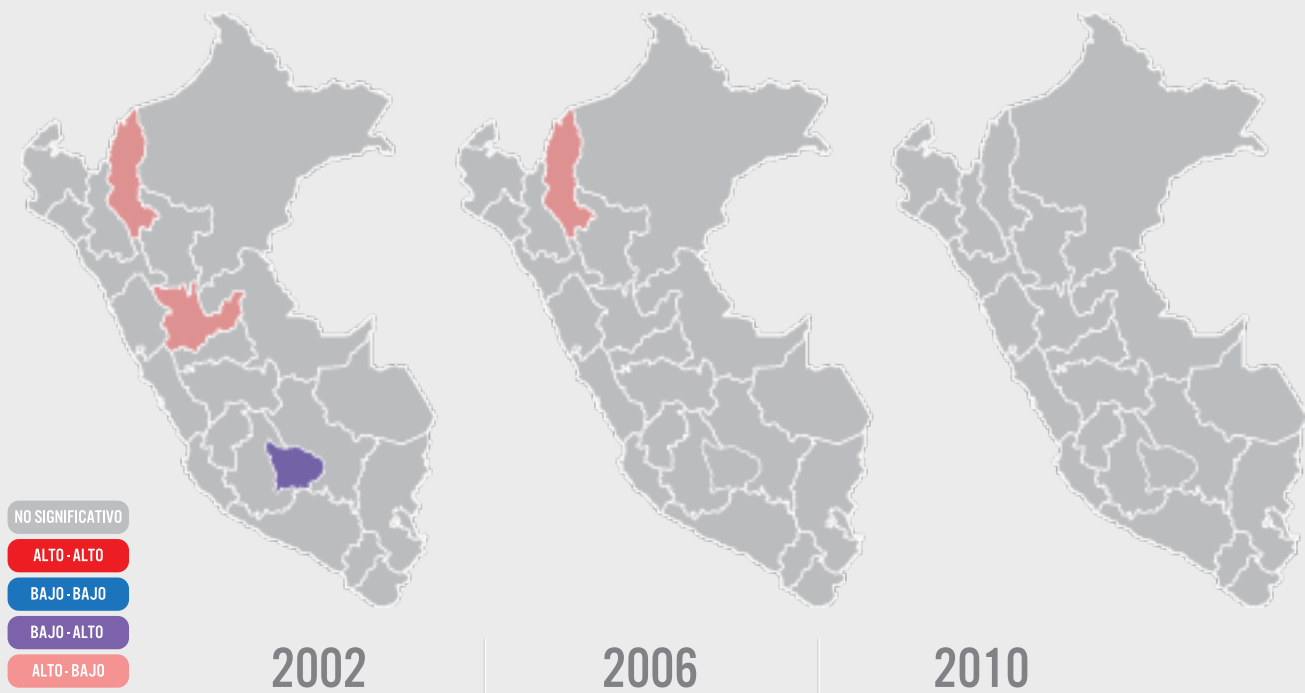 NO SIGNIFICATIVO
ALTO - ALTO
BAJO - BAJO
BAJO - ALTO
ALTO - BAJO
2002
2006
2010